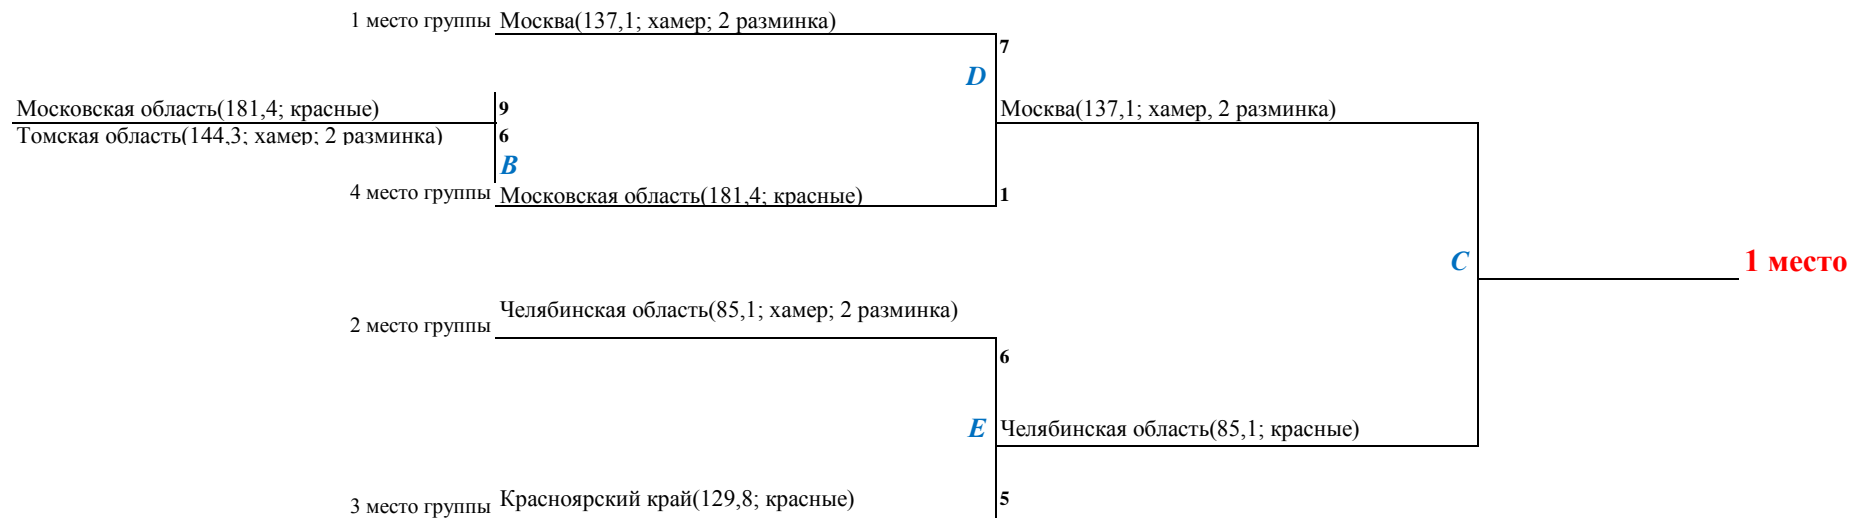 1 место группы Москва(137,1; хамер; 2 разминка)
7
D
Московская область(181,4; красные) 9 Москва(137,1; хамер, 2 разминка)
Томская область(144,3; хамер; 2 разминка) 6
B
4 место группы Московская область(181,4; красные) 1
C 1 место
Челябинская область(85,1; хамер; 2 разминка)
2 место группы
6
E Челябинская область(85,1; красные)
3 место группы Красноярский край(129,8; красные) 5